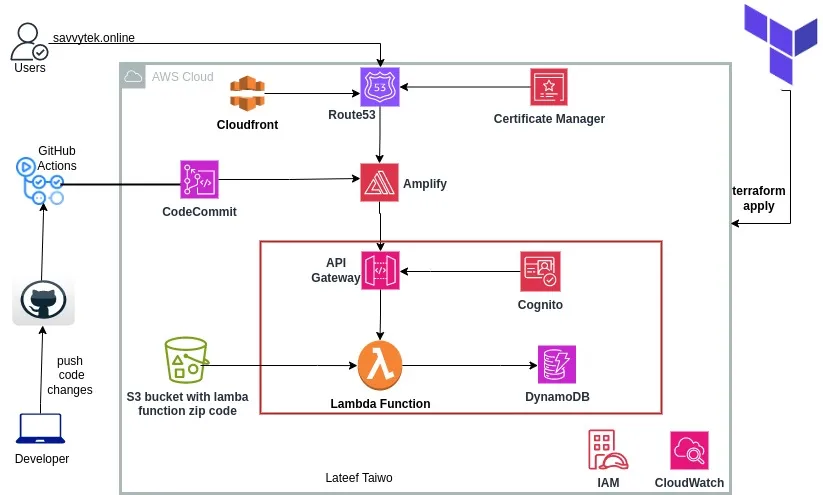 savvytek.online
Users
AWS Cloud
53
Cloudfront
Route53
Certificate Manager
GitHub
Actions
CodeCommit
Amplify
terraform
apply
API
Gateway
Cognito
push
code
changes
S3 bucket with lamba
function zip code
Lambda Function
DynamoDB
Developer
Lateef Taiwo
IAM
CloudWatch